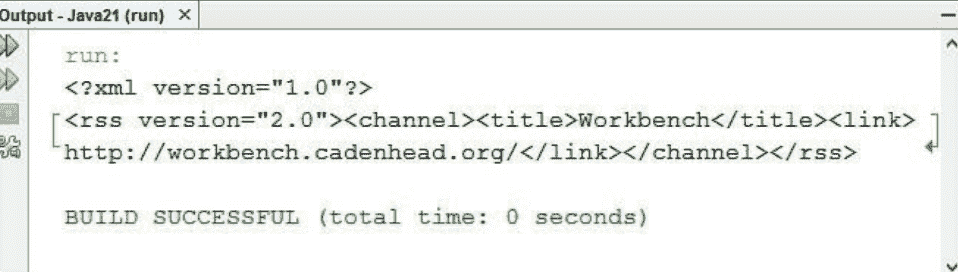 Output - Java21 (run) ×
run:
<?xml version="1.0"?>
<rss version="2.0"><channel><title>Workbench</title><link>
http://workbench.cadenhead.org/</link></channel></rss>
BUILD SUCCESSFUL (total time: 0 seconds)